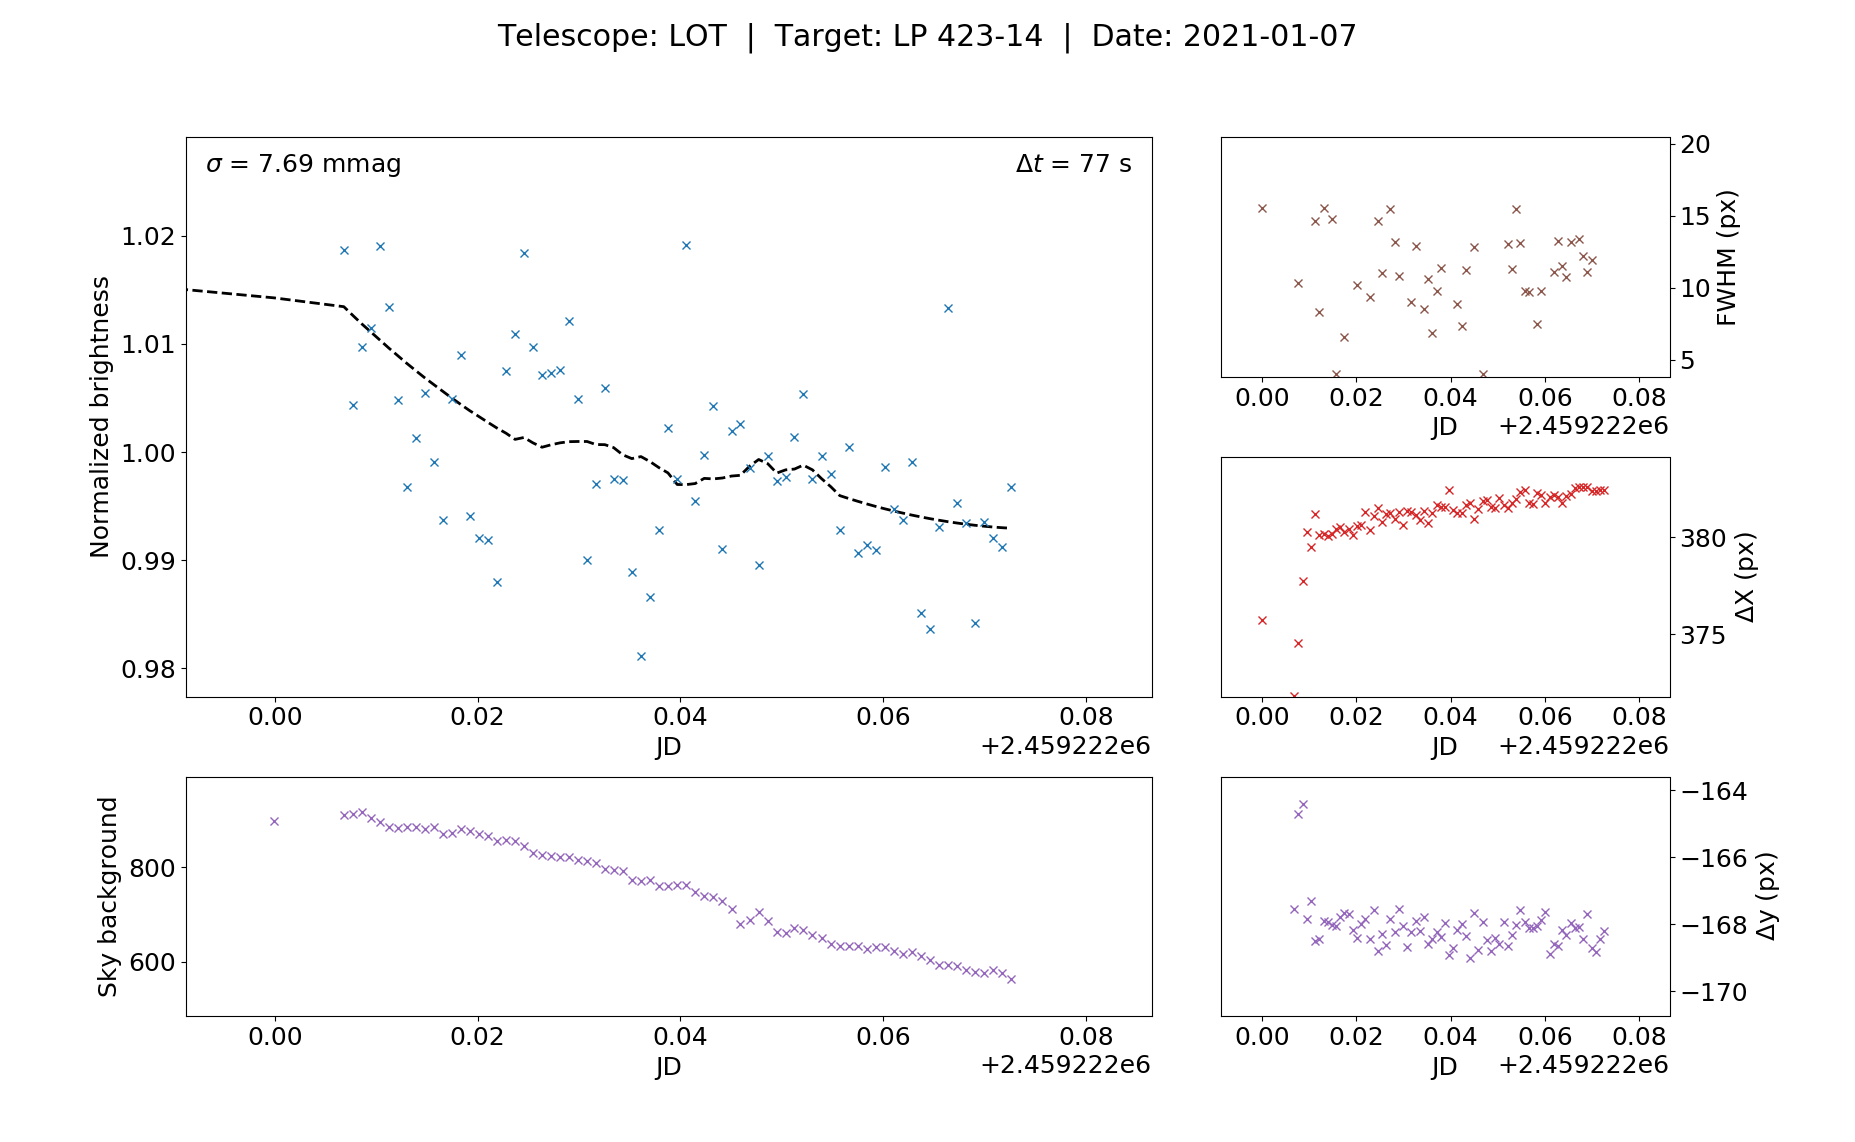 Telescope: LOT | Target: LP 423-14 | Date: 2021-01-07
σ = 7.69 mmag
Δt = 77 s
Normalized brightness
1.02
1.01
1.00
0.99
0.98
0.00 0.02 0.04 0.06 0.08
JD
+2.459222e6
20
15
10
5
FWHM (px)
0.00 0.02 0.04 0.06 0.08
JD
+2.459222e6
380
375
ΔX (px)
0.00 0.02 0.04 0.06 0.08
JD
+2.459222e6
Sky background
800
600
0.00 0.02 0.04 0.06 0.08
JD
+2.459222e6
−164
−166
−168
−170
Δy (px)
0.00 0.02 0.04 0.06 0.08
JD
+2.459222e6